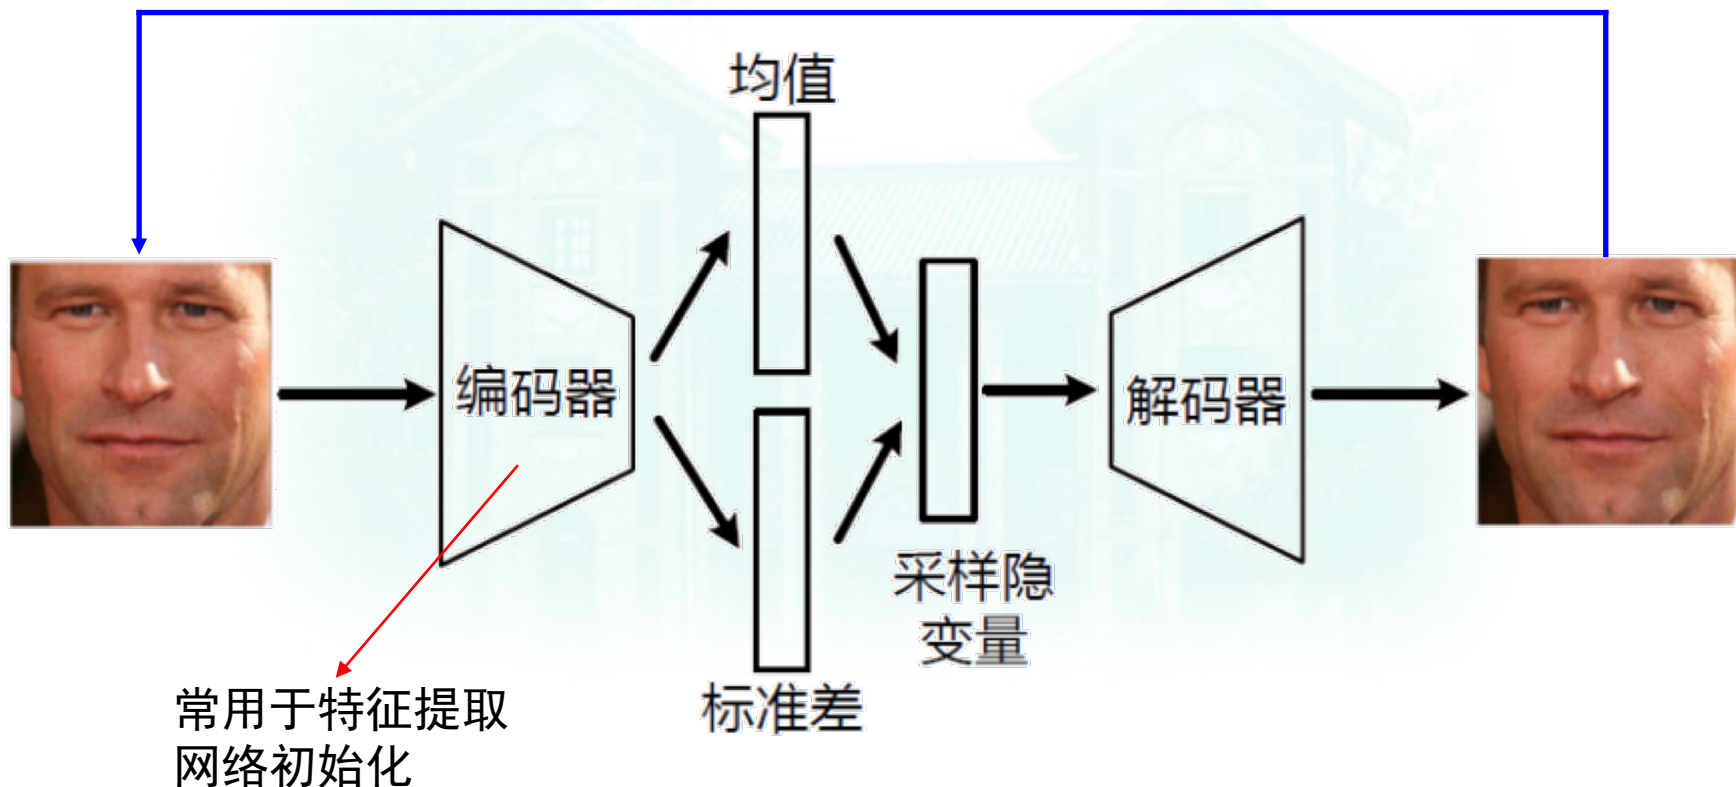 均值
编码器
解码器
采样隐
变量
标准差
常用于特征提取
网络初始化